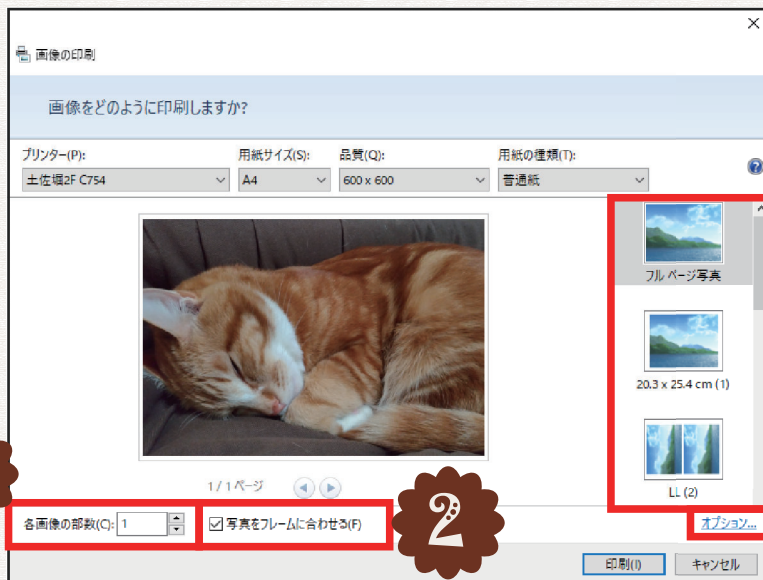 画像の印刷
画像をどのように印刷しますか?
プリンター(P):
用紙サイズ(S):
品質(Q):
用紙の種類(T):
土佐堀2F C754
A4
600 x 600
普通紙
フル ページ写真
20.3 x 25.4 cm (1)
LL (2)
1/1ページ
各画像の部数(C): 1
写真をフレームに合わせる(F)
2
オプション...
印刷(I)
キャンセル